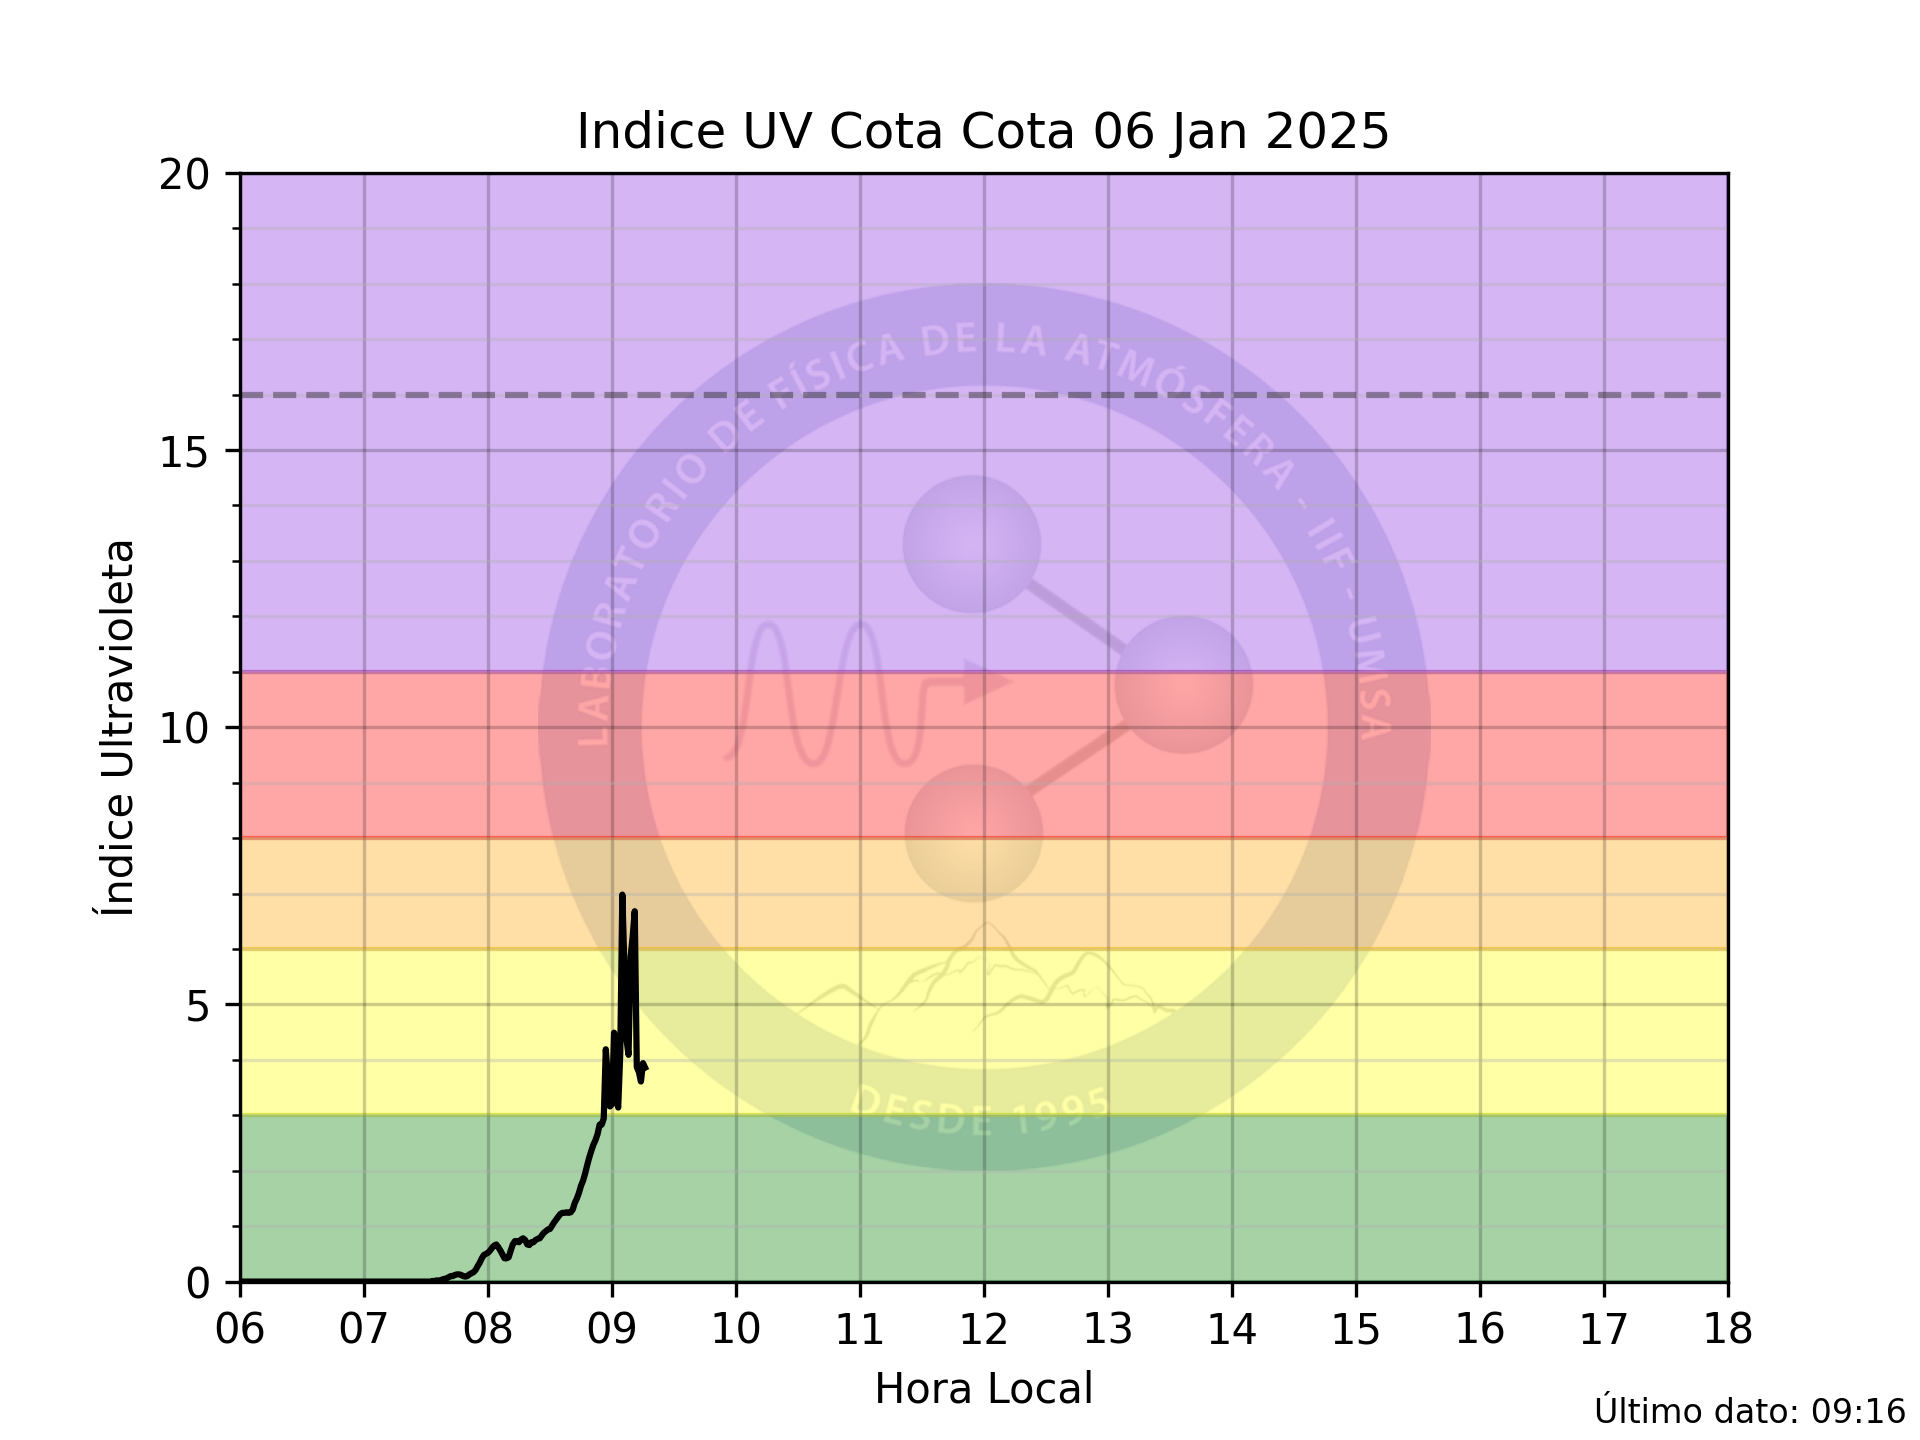 Indice UV Cota Cota 06 Jan 2025
20
15
10
5
0
Índice Ultravioleta
LABORATORIO DE FÍSICA DE LA ATMÓSFERA - IIF - UMSA
DESDE 1995
06 07 08 09 10 11 12 13 14 15 16 17 18
Hora Local
Último dato: 09:16